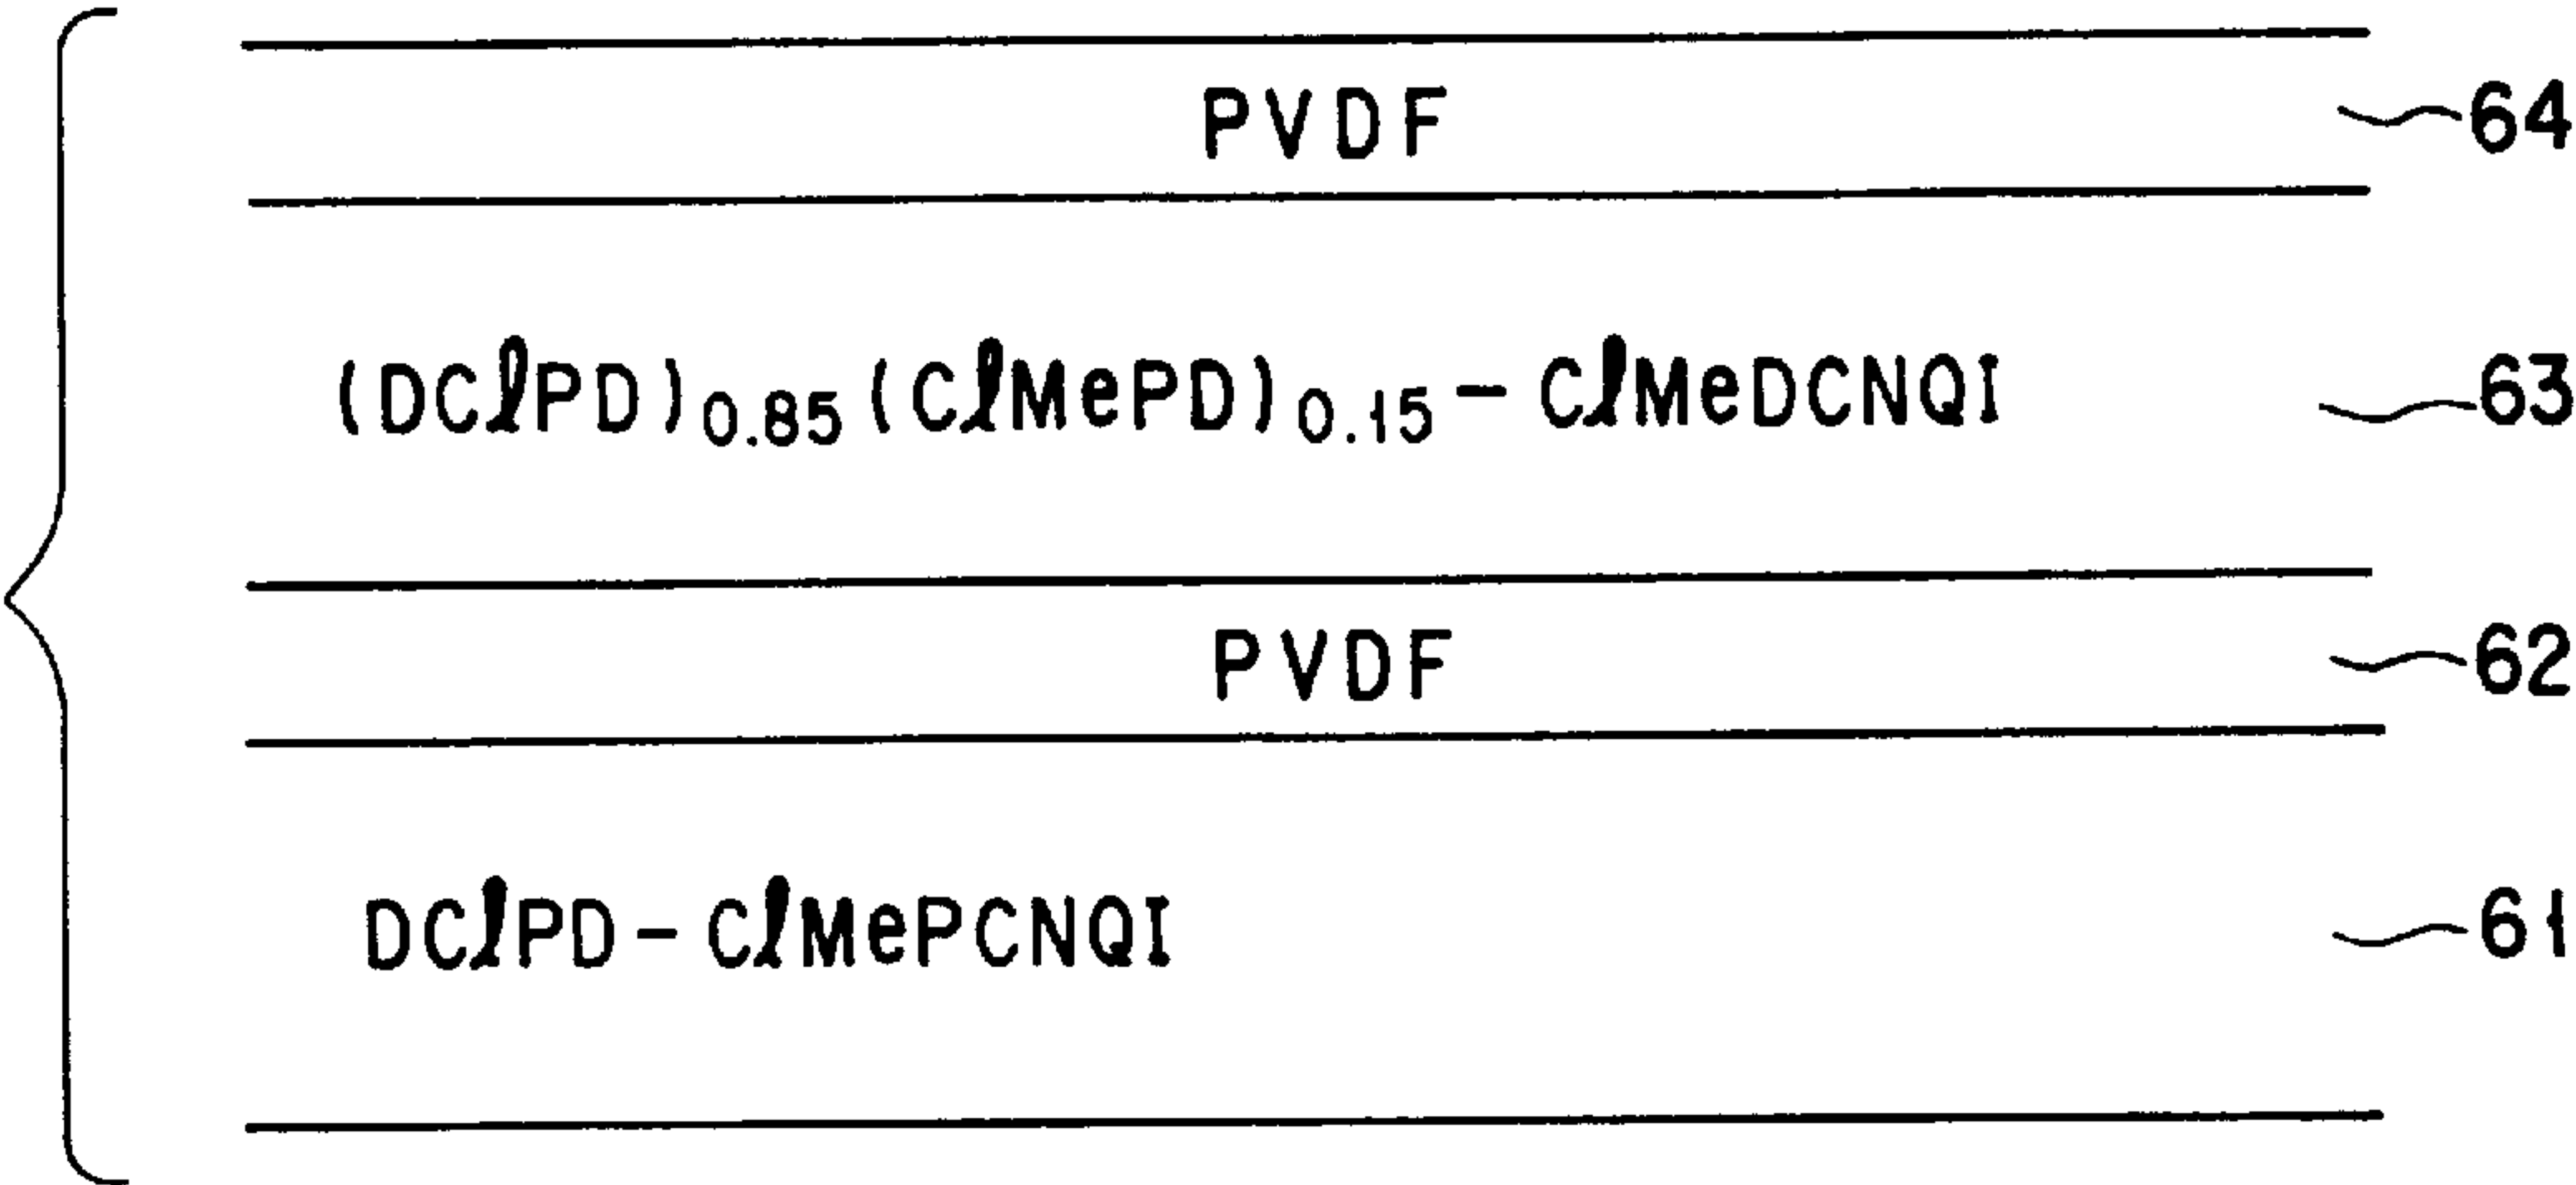 PVDF 64
(DClPD)0.85(ClMePD)0.15-ClMeDCNQI 63
PVDF 62
DClPD-ClMePCNQI 61